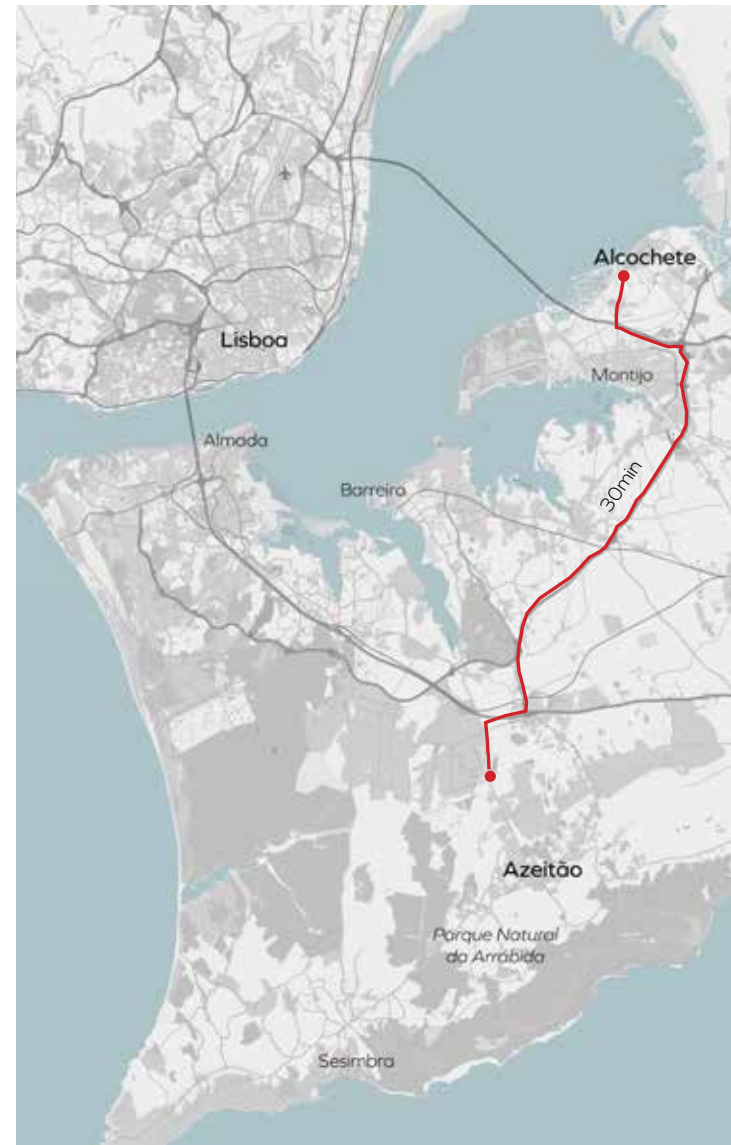 Alcochete
Lisboa
Montijo
Almada
Barreiro
30min
Azeitão
Parque Natural
da Arrábida
Sesimbra